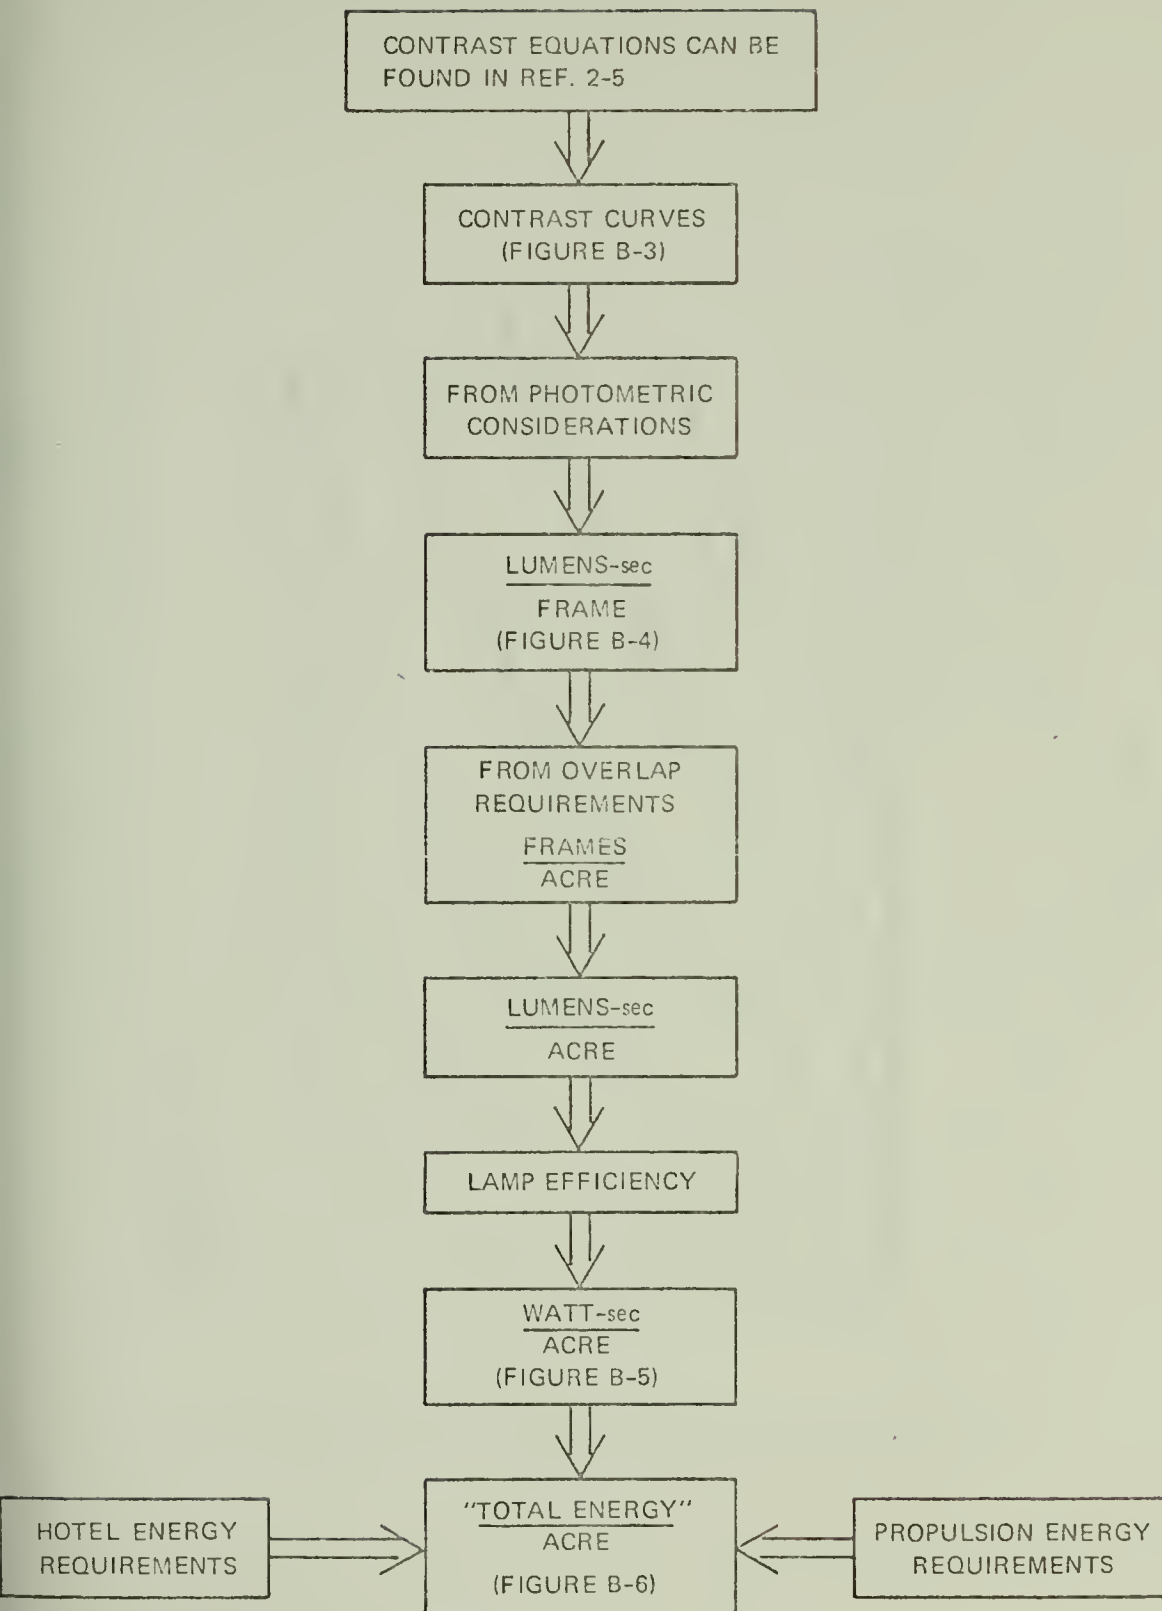 CONTRAST EQUATIONS CAN BE
FOUND IN REF. 2-5
CONTRAST CURVES
(FIGURE B-3)
FROM PHOTOMETRIC
CONSIDERATIONS
LUMENS-sec
FRAME
(FIGURE B-4)
FROM OVERLAP
REQUIREMENTS
FRAMES
ACRE
LUMENS-sec
ACRE
LAMP EFFICIENCY
WATT-sec
ACRE
(FIGURE B-5)
HOTEL ENERGY
REQUIREMENTS
"TOTAL ENERGY"
ACRE
(FIGURE B-6)
PROPULSION ENERGY
REQUIREMENTS